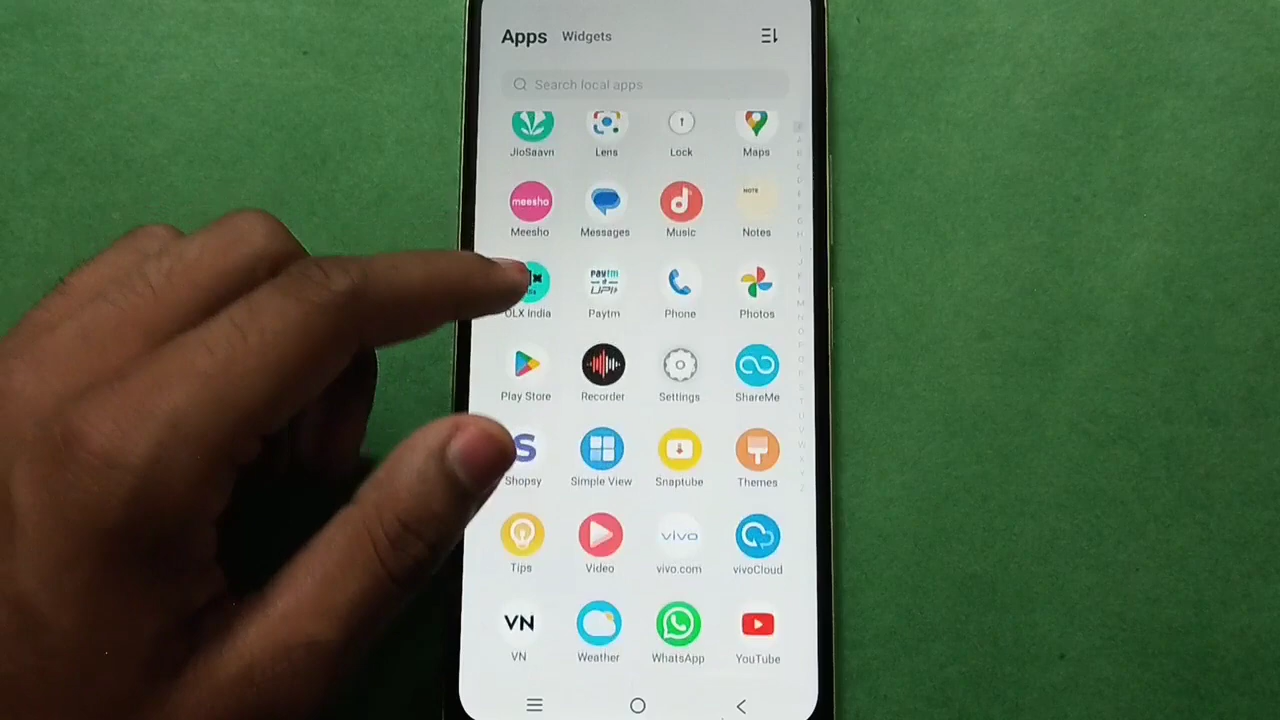 Apps Widgets
Search local apps
JioSaavn Lens Lock Maps
meesho NOTE
Meesho Messages Music Notes
paytm
UPI
OLX India Paytm Phone Photos
Play Store Recorder Settings ShareMe
S
Shopsy Simple View Snaptube Themes
vivo
Tips Video vivo.com vivoCloud
VN
VN Weather WhatsApp YouTube